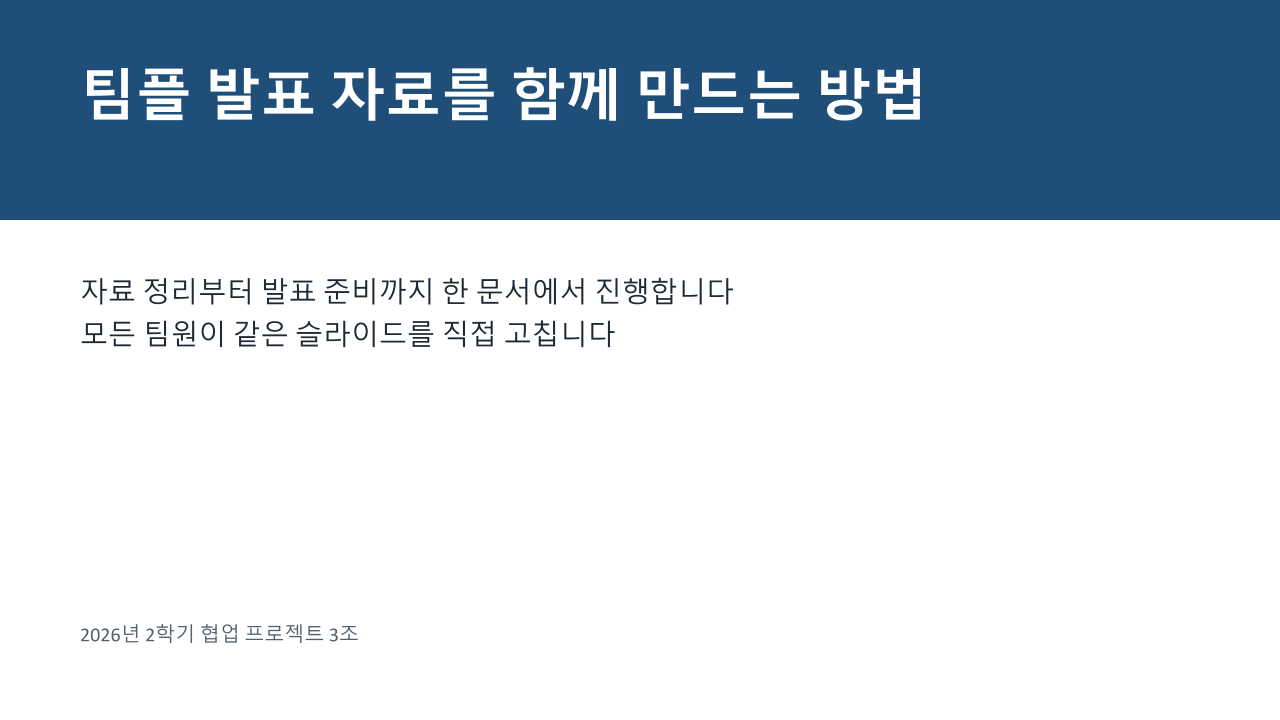 팀플 발표 자료를 함께 만드는 방법
자료 정리부터 발표 준비까지 한 문서에서 진행합니다
모든 팀원이 같은 슬라이드를 직접 고칩니다
2026년 2학기 협업 프로젝트 3조